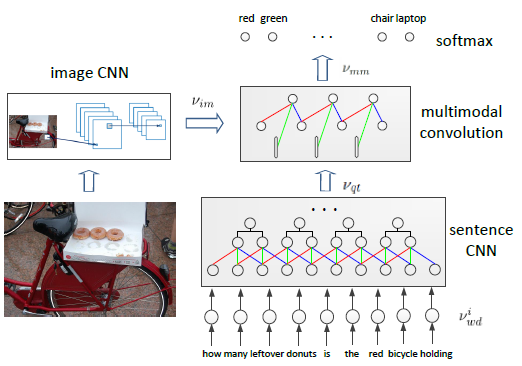 red green ... chair laptop
softmax
image CNN
ν_im
ν_mm
multimodal
convolution
ν_qt
...
sentence
CNN
ν^i_wd
how many leftover donuts is the red bicycle holding